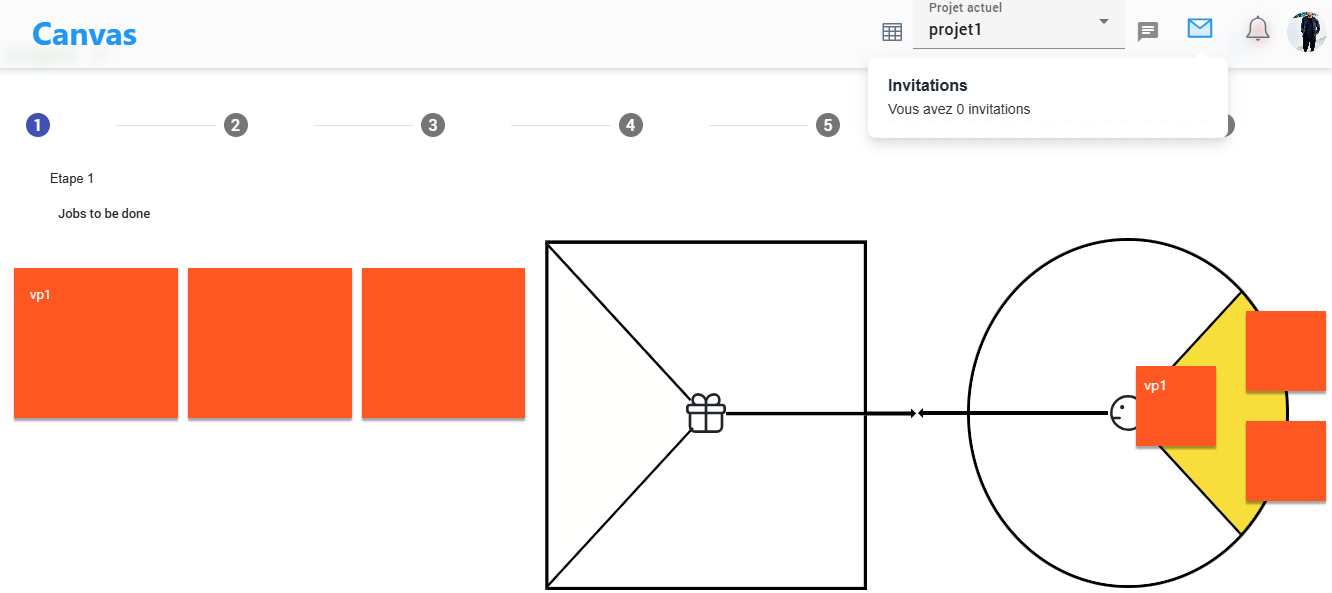 Canvas
Projet actuel
projet1
Invitations
Vous avez 0 invitations
1
2
3
4
5
Etape 1
Jobs to be done
vp1
vp1